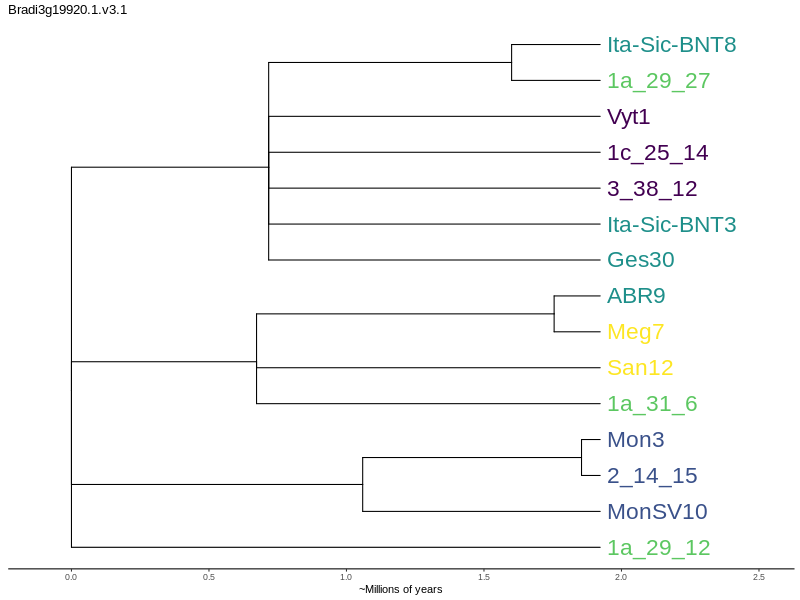 Bradi3g19920.1.v3.1
Ita-Sic-BNT8
1a_29_27
Vyt1
1c_25_14
3_38_12
Ita-Sic-BNT3
Ges30
ABR9
Meg7
San12
1a_31_6
Mon3
2_14_15
MonSV10
1a_29_12
0.0 0.5 1.0 1.5 2.0 2.5
~Millions of years